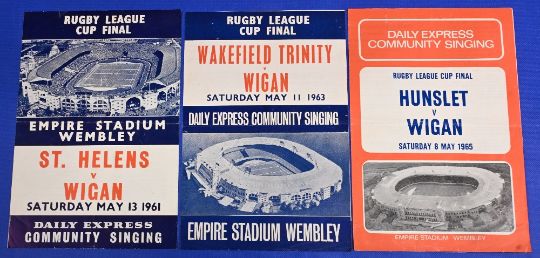 RUGBY LEAGUE
CUP FINAL
EMPIRE STADIUM
WEMBLEY
ST. HELENS
v
WIGAN
SATURDAY MAY 13 1961
DAILY EXPRESS
COMMUNITY SINGING
RUGBY LEAGUE
CUP FINAL
WAKEFIELD TRINITY
v
WIGAN
SATURDAY MAY 11 1963
DAILY EXPRESS COMMUNITY SINGING
EMPIRE STADIUM WEMBLEY
DAILY EXPRESS
COMMUNITY SINGING
RUGBY LEAGUE CUP FINAL
HUNSLET
v
WIGAN
SATURDAY 8 MAY 1965
EMPIRE STADIUM WEMBLEY